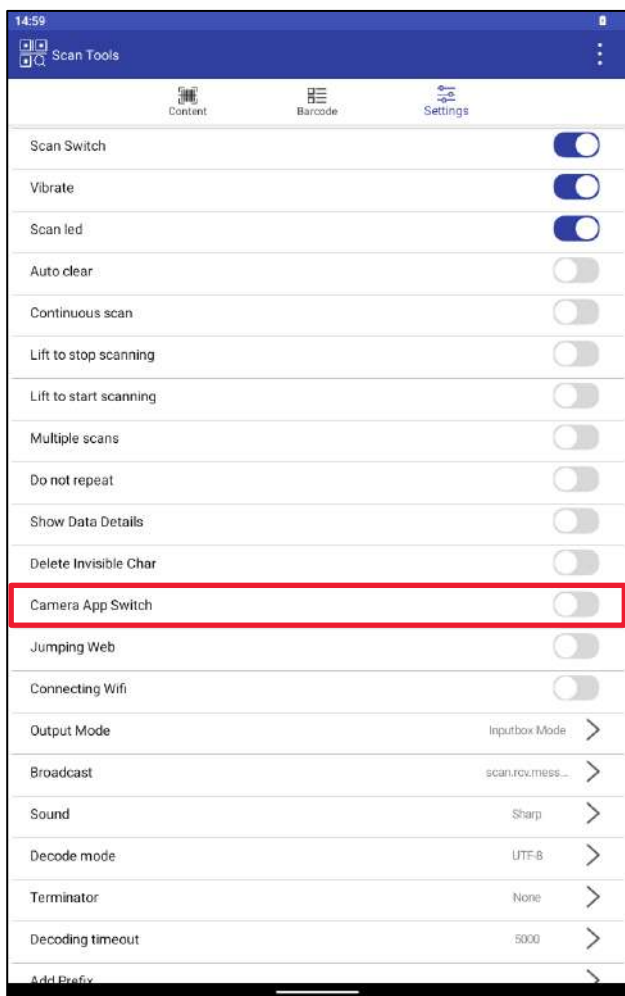 14:59
Scan Tools
Content Barcode Settings
Scan Switch
Vibrate
Scan led
Auto clear
Continuous scan
Lift to stop scanning
Lift to start scanning
Multiple scans
Do not repeat
Show Data Details
Delete Invisible Char
Camera App Switch
Jumping Web
Connecting Wifi
Output Mode Inputbox Mode
Broadcast scan.rcv.mess...
Sound Sharp
Decode mode UTF-8
Terminator None
Decoding timeout 5000
Add Prefix